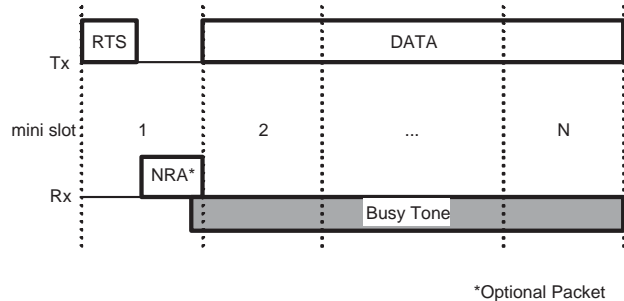 RTS
DATA
Tx
mini slot 1 2 ... N
NRA*
Rx
Busy Tone
*Optional Packet